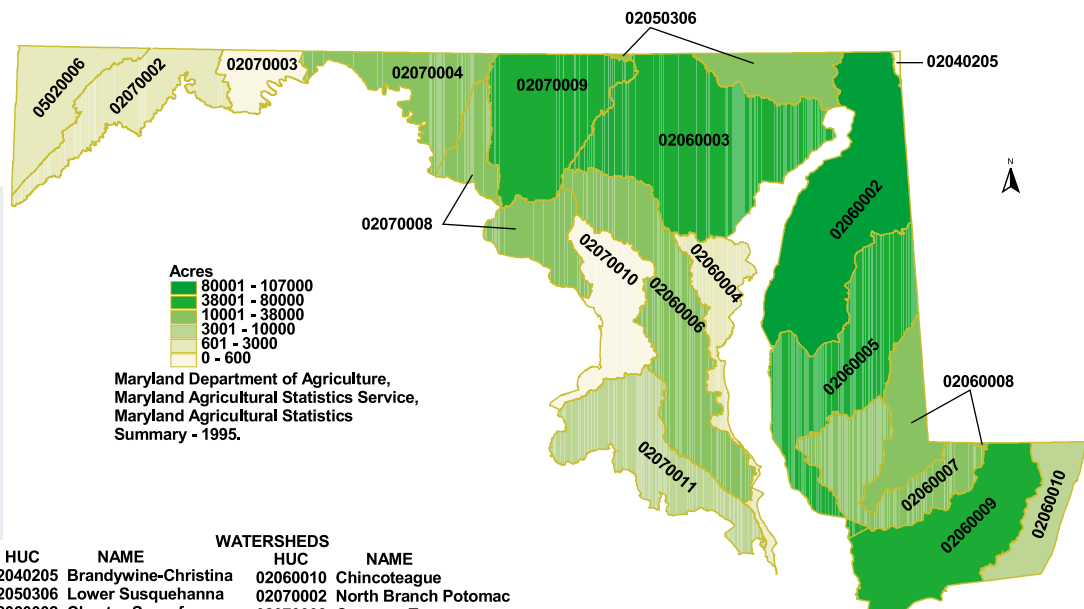 02050306
02040205
05020006
02070002
02070003
02070004
02070009
02060003
N
02060002
02070008
02070010
02060004
02060006
02060005
02060008
Acres
80001 - 107000
38001 - 80000
10001 - 38000
3001 - 10000
601 - 3000
0 - 600
Maryland Department of Agriculture,
Maryland Agricultural Statistics Service,
Maryland Agricultural Statistics
Summary - 1995.
02070011
02060007
02060009
02060010
WATERSHEDS
HUC NAME HUC NAME
2040205 Brandywine-Christina 02060010 Chincoteague
2050306 Lower Susquehanna 02070002 North Branch Potomac